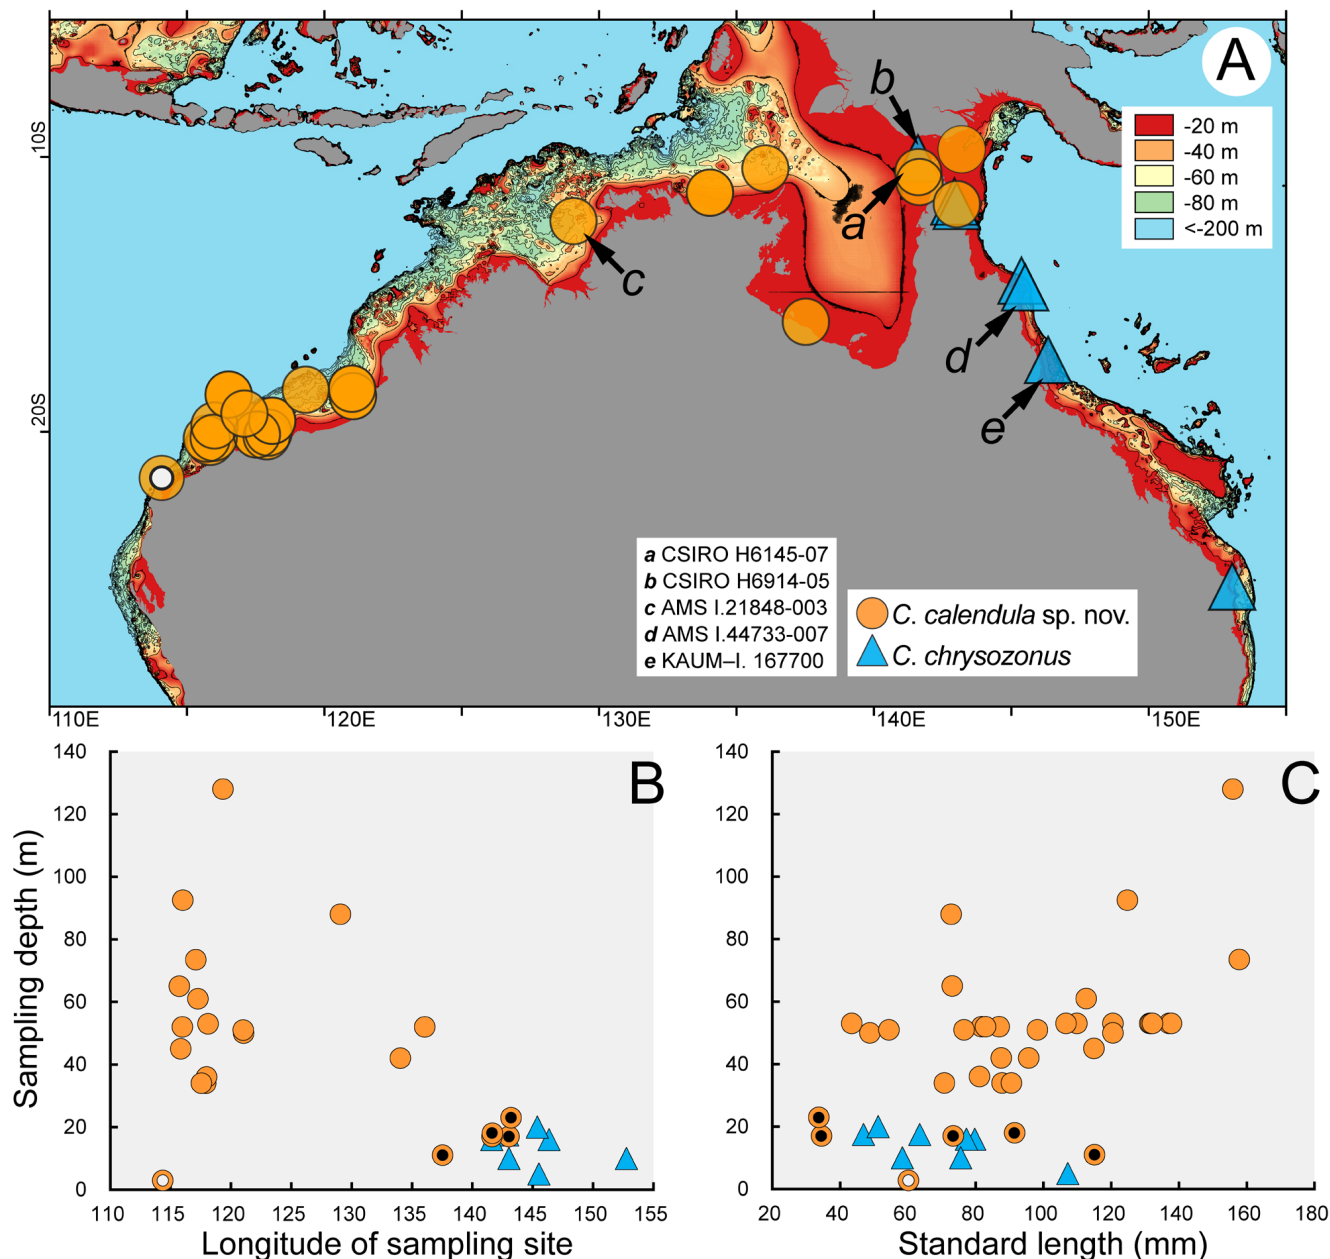 A
b
a
c
d
e
10S
20S
-20 m
-40 m
-60 m
-80 m
<-200 m
a CSIRO H6145-07
b CSIRO H6914-05
c AMS I.21848-003
d AMS I.44733-007
e KAUM–I. 167700
C. calendula sp. nov.
C. chrysozonus
110E 120E 130E 140E 150E
B
Sampling depth (m)
140
120
100
80
60
40
20
0
110 115 120 125 130 135 140 145 150 155
Longitude of sampling site
C
140
120
100
80
60
40
20
0
20 40 60 80 100 120 140 160 180
Standard length (mm)